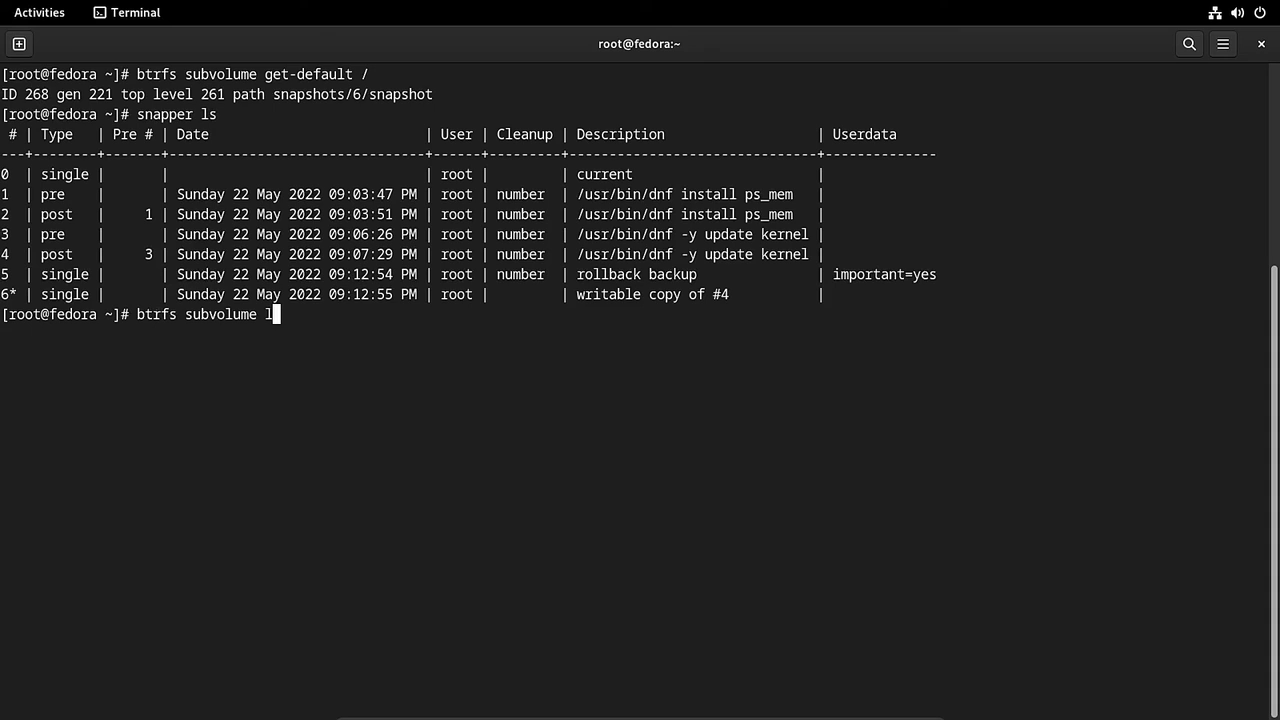 Activities Terminal
root@fedora:~
[root@fedora ~]# btrfs subvolume get-default /
ID 268 gen 221 top level 261 path snapshots/6/snapshot
[root@fedora ~]# snapper ls
 # | Type   | Pre # | Date                            | User | Cleanup | Description                   | Userdata
---+--------+-------+---------------------------------+------+---------+-------------------------------+--------------
0  | single |       |                                 | root |         | current                       |
1  | pre    |       | Sunday 22 May 2022 09:03:47 PM | root | number  | /usr/bin/dnf install ps_mem   |
2  | post   |     1 | Sunday 22 May 2022 09:03:51 PM | root | number  | /usr/bin/dnf install ps_mem   |
3  | pre    |       | Sunday 22 May 2022 09:06:26 PM | root | number  | /usr/bin/dnf -y update kernel |
4  | post   |     3 | Sunday 22 May 2022 09:07:29 PM | root | number  | /usr/bin/dnf -y update kernel |
5  | single |       | Sunday 22 May 2022 09:12:54 PM | root | number  | rollback backup               | important=yes
6* | single |       | Sunday 22 May 2022 09:12:55 PM | root |         | writable copy of #4           |
[root@fedora ~]# btrfs subvolume l